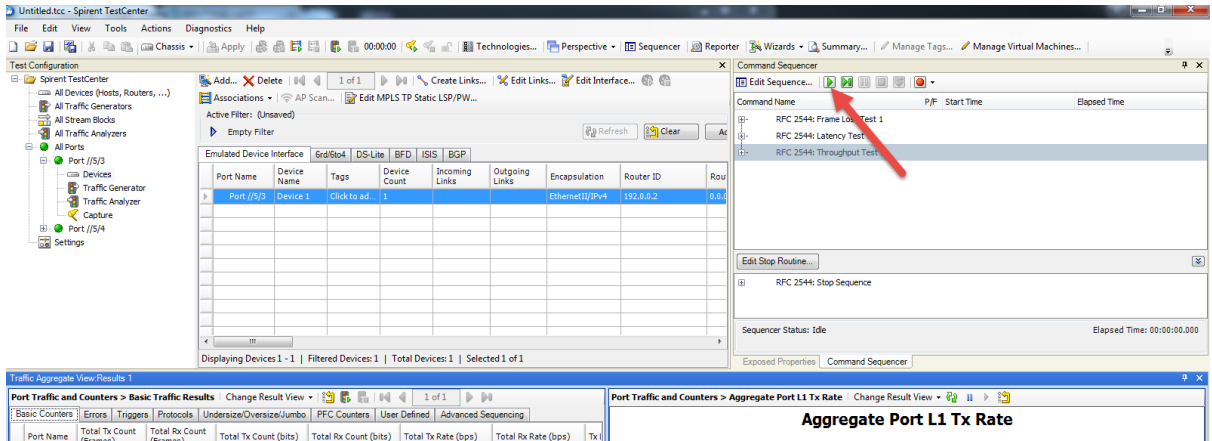 Untitled.tcc - Spirent TestCenter
File Edit View Tools Actions Diagnostics Help
Chassis Apply 00:00:00 Technologies... Perspective Sequencer Reporter Wizards Summary... Manage Tags... Manage Virtual Machines...
Test Configuration
Spirent TestCenter
All Devices (Hosts, Routers, ...)
All Traffic Generators
All Stream Blocks
All Traffic Analyzers
All Ports
Port //5/3
Devices
Traffic Generator
Traffic Analyzer
Capture
Port //5/4
Settings
Add... Delete 1 of 1 Create Links... Edit Links... Edit Interface...
Associations AP Scan... Edit MPLS TP Static LSP/PW...
Active Filter: (Unsaved)
Empty Filter Refresh Clear
Emulated Device Interface 6rd/6to4 DS-Lite BFD ISIS BGP
Port Name Device Name Tags Device Count Incoming Links Outgoing Links Encapsulation Router ID Rou
Port //5/3 Device 1 Click to ad... 1 EthernetII/IPv4 192.0.0.2 0.0.0
Displaying Devices 1 - 1 | Filtered Devices: 1 | Total Devices: 1 | Selected 1 of 1
Command Sequencer
Edit Sequence...
Command Name P/F Start Time Elapsed Time
RFC 2544: Frame Loss Test 1
RFC 2544: Latency Test
RFC 2544: Throughput Test
Edit Stop Routine...
RFC 2544: Stop Sequence
Sequencer Status: Idle Elapsed Time: 00:00:00.000
Exposed Properties Command Sequencer
Traffic Aggregate View:Results 1
Port Traffic and Counters > Basic Traffic Results Change Result View 1 of 1
Basic Counters Errors Triggers Protocols Undersize/Oversize/Jumbo PFC Counters User Defined Advanced Sequencing
Port Name Total Tx Count (Frames) Total Rx Count (Frames) Total Tx Count (bits) Total Rx Count (bits) Total Tx Rate (bps) Total Rx Rate (bps)
Port Traffic and Counters > Aggregate Port L1 Tx Rate Change Result View
Aggregate Port L1 Tx Rate